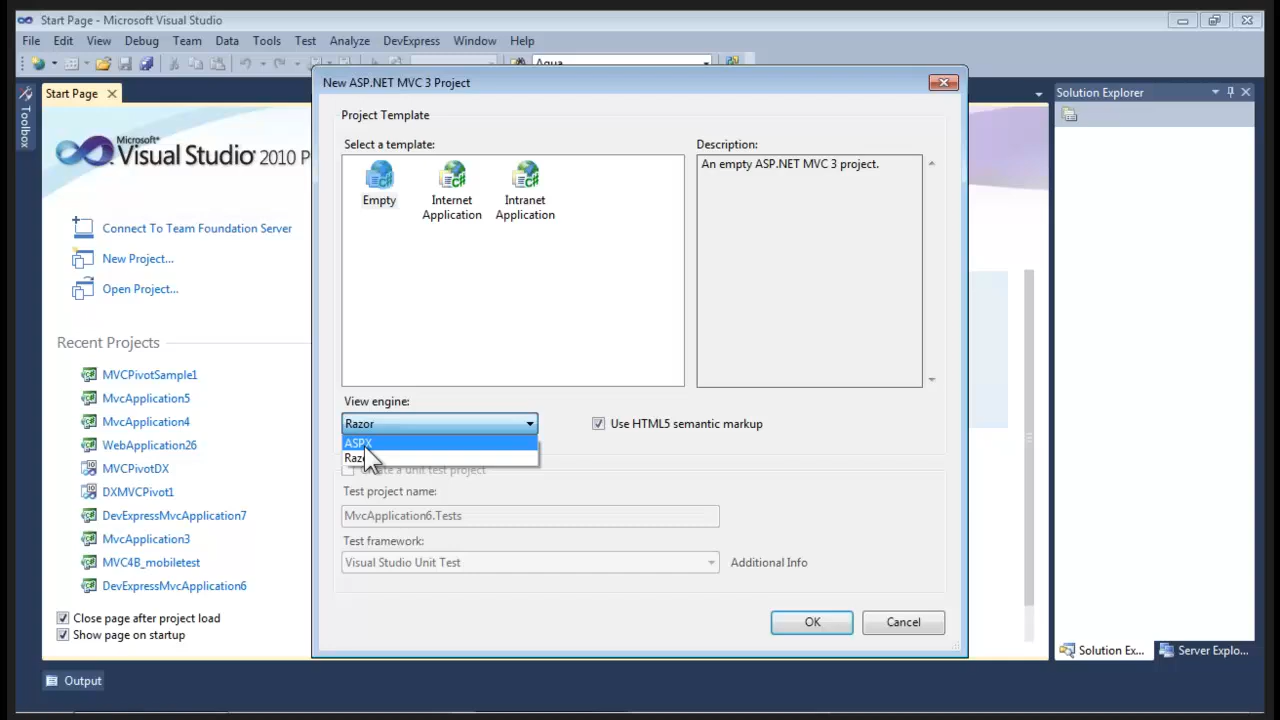 Start Page - Microsoft Visual Studio
File Edit View Debug Team Data Tools Test Analyze DevExpress Window Help
Aqua
Toolbox
Start Page
Microsoft®
Visual Studio® 2010 P
Connect To Team Foundation Server
New Project...
Open Project...
Recent Projects
MVCPivotSample1
MvcApplication5
MvcApplication4
WebApplication26
MVCPivotDX
DXMVCPivot1
DevExpressMvcApplication7
MvcApplication3
MVC4B_mobiletest
DevExpressMvcApplication6
Close page after project load
Show page on startup
Output
New ASP.NET MVC 3 Project
Project Template
Select a template:
Empty
Internet
Application
Intranet
Application
Description:
An empty ASP.NET MVC 3 project.
View engine:
Razor
Use HTML5 semantic markup
ASPX
Test project name:
MvcApplication6.Tests
Test framework:
Visual Studio Unit Test
Additional Info
OK
Cancel
Solution Explorer
Solution Ex...
Server Explo...